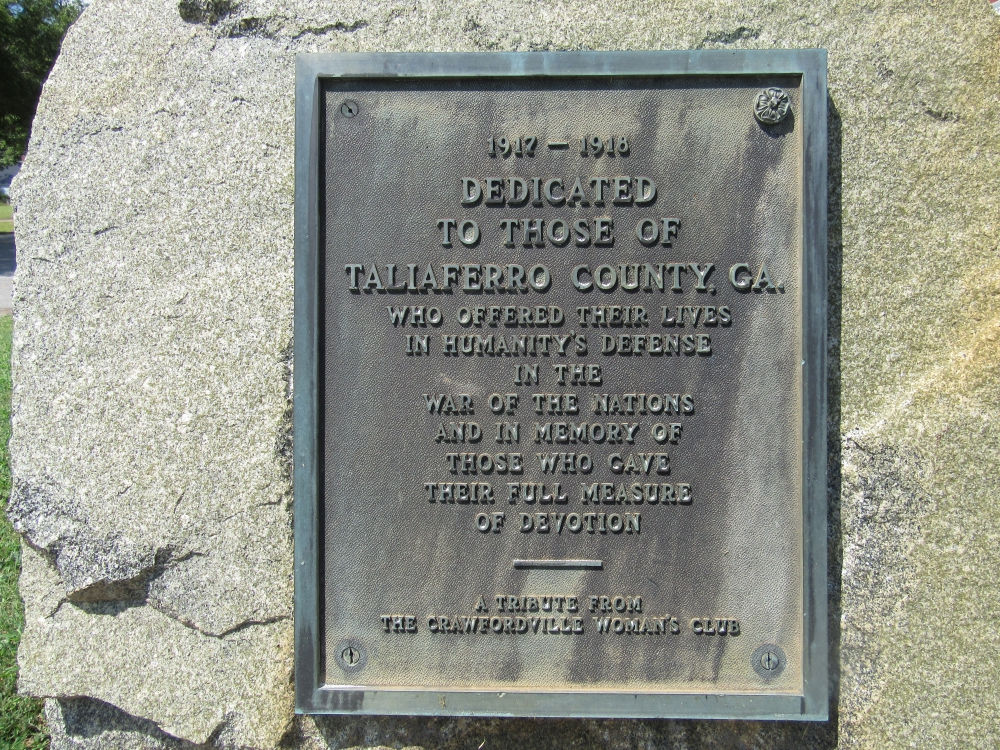 1917 — 1918
DEDICATED
TO THOSE OF
TALIAFERRO COUNTY, GA.
WHO OFFERED THEIR LIVES
IN HUMANITY'S DEFENSE
IN THE
WAR OF THE NATIONS
AND IN MEMORY OF
THOSE WHO GAVE
THEIR FULL MEASURE
OF DEVOTION
A TRIBUTE FROM
THE CRAWFORDVILLE WOMAN'S CLUB